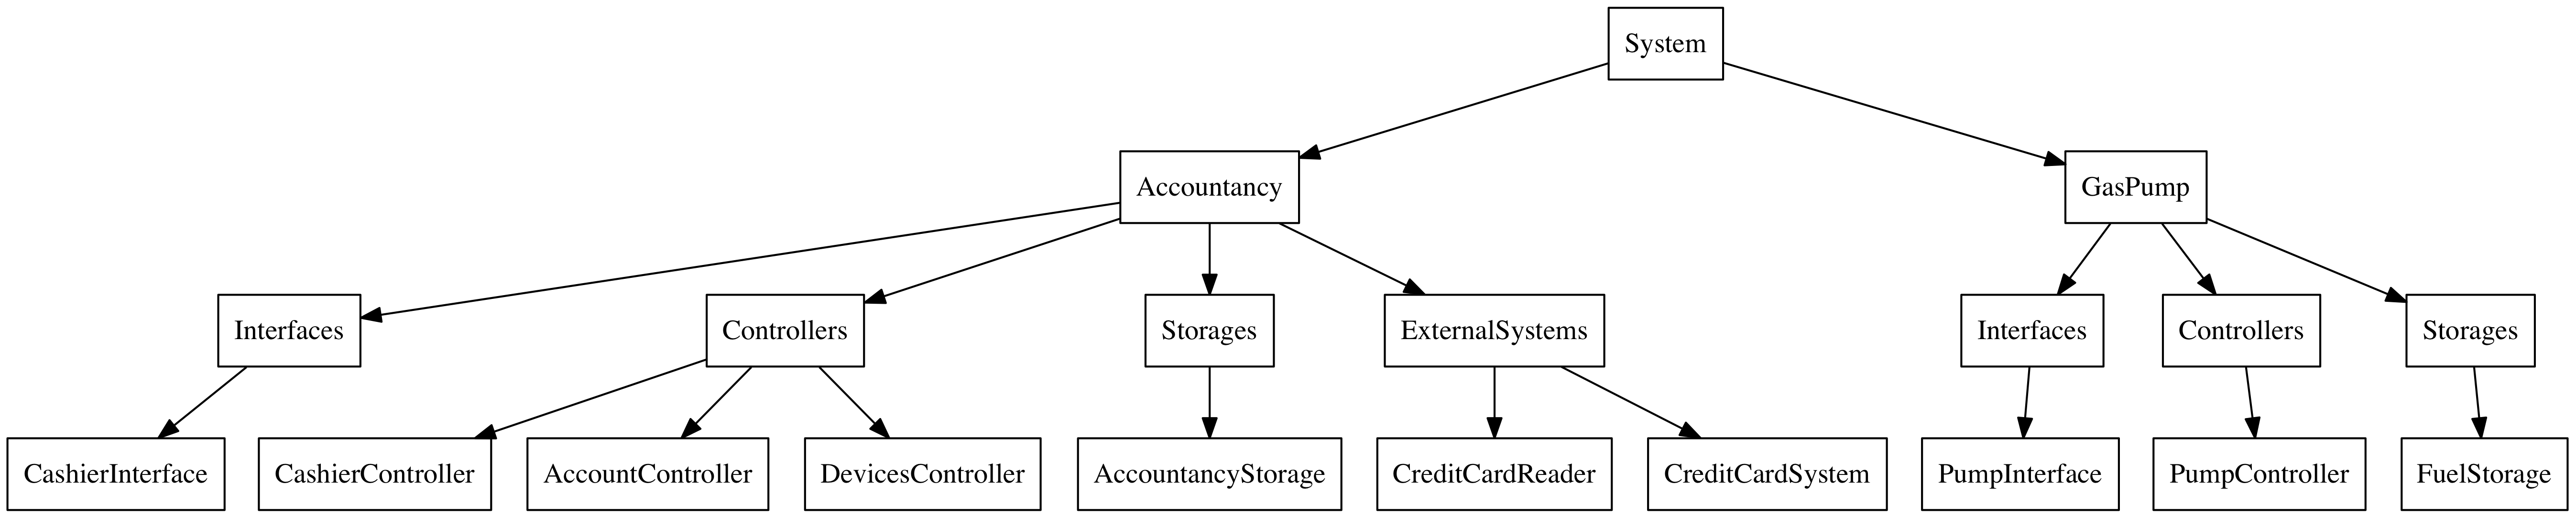 System
Accountancy
GasPump
Interfaces
Controllers
Storages
ExternalSystems
Interfaces
Controllers
Storages
CashierInterface
CashierController
AccountController
DevicesController
AccountancyStorage
CreditCardReader
CreditCardSystem
PumpInterface
PumpController
FuelStorage